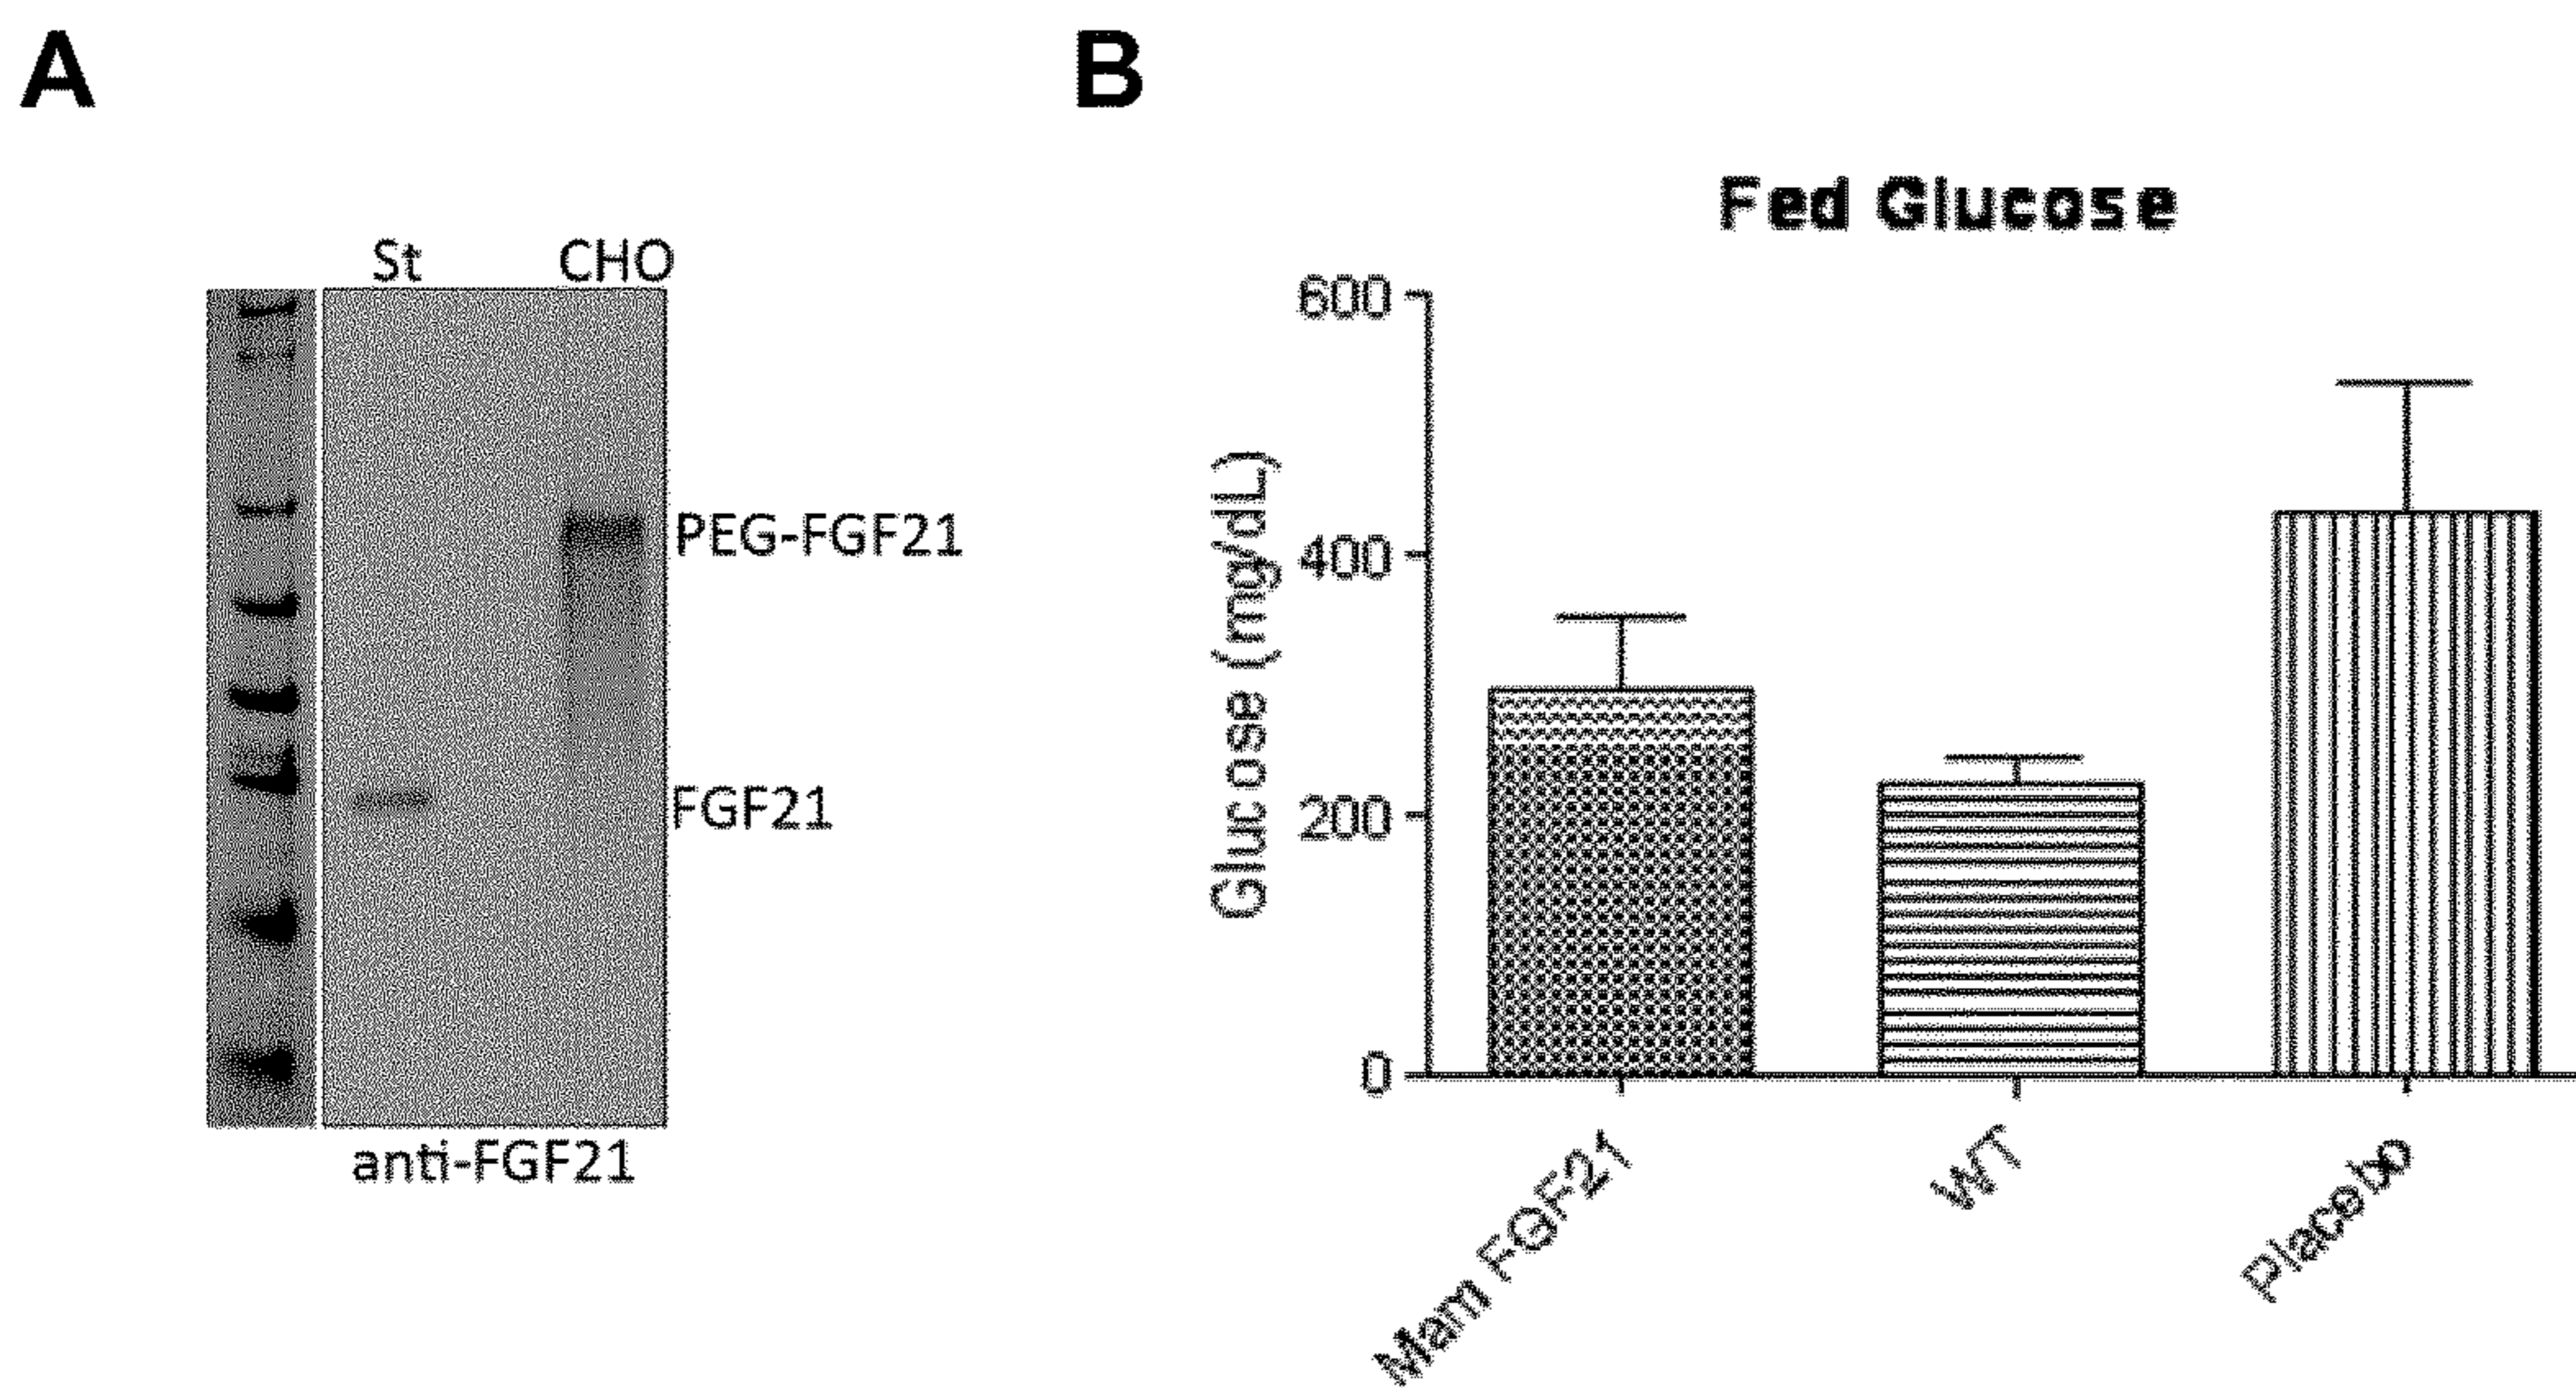 A
St CHO
PEG-FGF21
FGF21
anti-FGF21
B
Fed Glucose
Glucose (mg/dL)
600
400
200
0
Mam FGF21
WT
Placebo